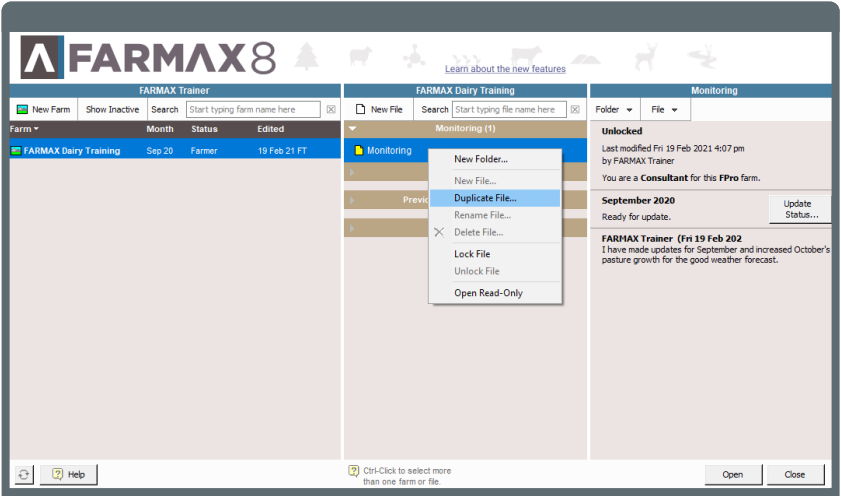 FARMAX 8
Learn about the new features
FARMAX Trainer
New Farm Show Inactive Search Start typing farm name here
Farm Month Status Edited
FARMAX Dairy Training Sep 20 Farmer 19 Feb 21 FT
FARMAX Dairy Training
New File Search Start typing file name here
Monitoring (1)
Monitoring
Previ
New Folder...
New File...
Duplicate File...
Rename File...
Delete File...
Lock File
Unlock File
Open Read-Only
Monitoring
Folder File
Unlocked
Last modified Fri 19 Feb 2021 4:07 pm
by FARMAX Trainer
You are a Consultant for this FPro farm.
September 2020
Ready for update.
Update
Status...
FARMAX Trainer (Fri 19 Feb 202
I have made updates for September and increased October's
pasture growth for the good weather forecast.
Help
Ctrl-Click to select more
than one farm or file.
Open
Close